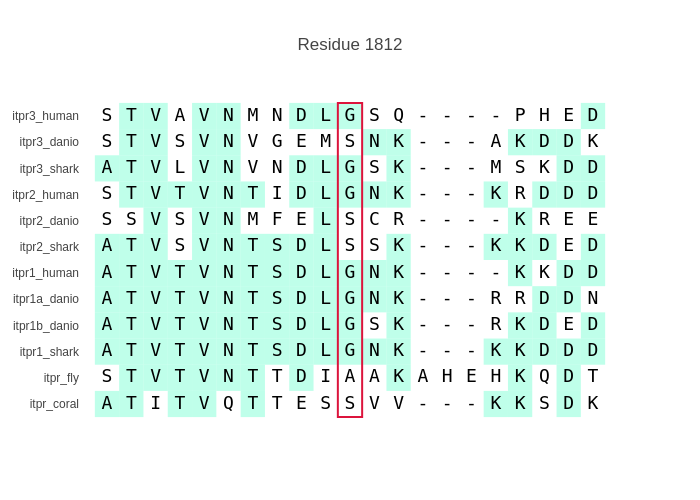 Residue 1812
itpr3_human S T V A V N M N D L G S Q - - - - P H E D
itpr3_danio S T V S V N V G E M S N K - - - A K D D K
itpr3_shark A T V L V N V N D L G S K - - - M S K D D
itpr2_human S T V T V N T I D L G N K - - - K R D D D
itpr2_danio S S V S V N M F E L S C R - - - - K R E E
itpr2_shark A T V S V N T S D L S S K - - - K K D E D
itpr1_human A T V T V N T S D L G N K - - - - K K D D
itpr1a_danio A T V T V N T S D L G N K - - - R R D D N
itpr1b_danio A T V T V N T S D L G S K - - - R K D E D
itpr1_shark A T V T V N T S D L G N K - - - K K D D D
itpr_fly S T V T V N T T D I A A K A H E H K Q D T
itpr_coral A T I T V Q T T E S S V V - - - K K S D K